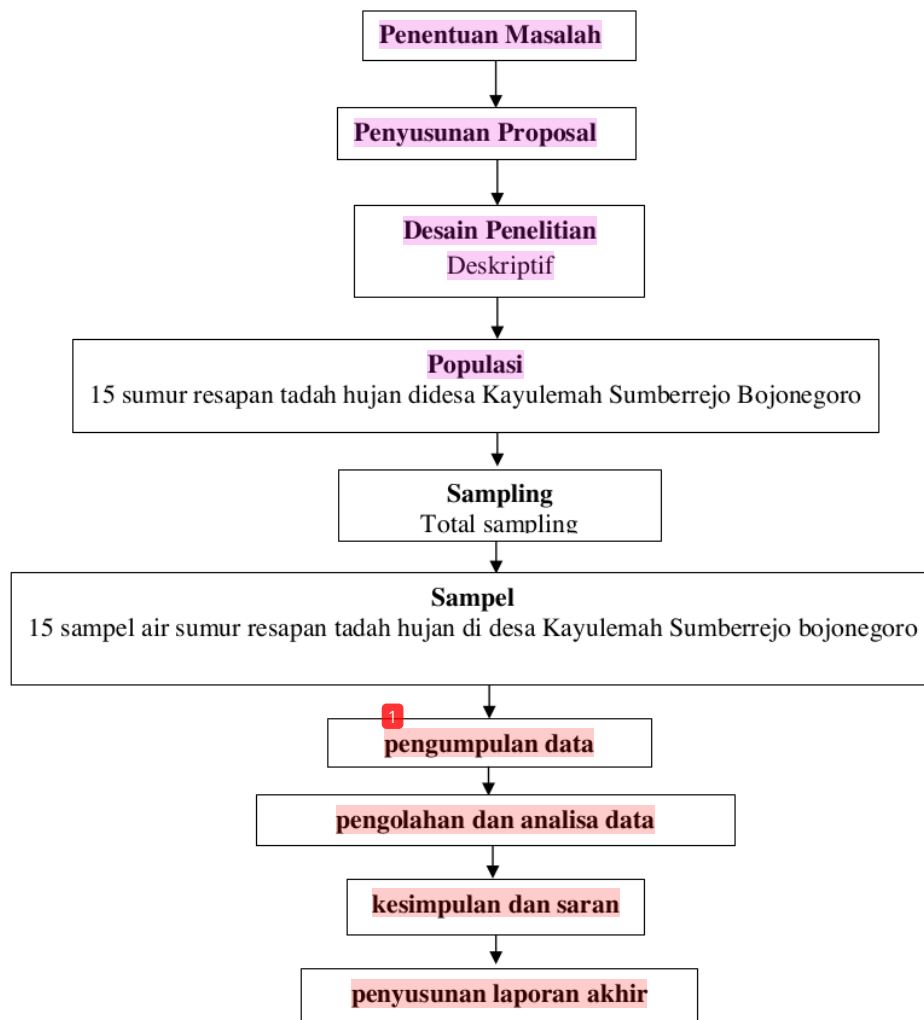 Penentuan Masalah
Penyusunan Proposal
Desain Penelitian
Deskriptif
Populasi
15 sumur resapan tadah hujan didesa Kayulemah Sumberrejo Bojonegoro
Sampling
Total sampling
Sampel
15 sampel air sumur resapan tadah hujan di desa Kayulemah Sumberrejo bojonegoro
1
pengumpulan data
pengolahan dan analisa data
kesimpulan dan saran
penyusunan laporan akhir